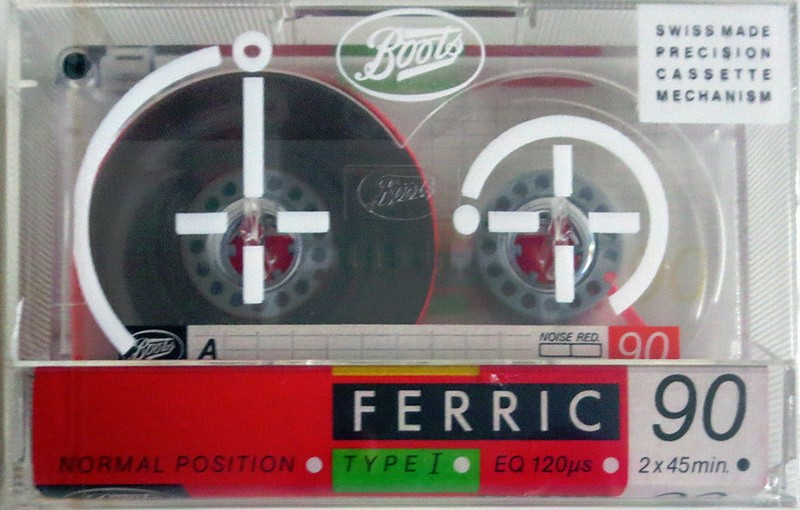 Boots
SWISS MADE
PRECISION
CASSETTE
MECHANISM
Boots
Boots
A
NOISE RED.
90
FERRIC
90
NORMAL POSITION
TYPE I
EQ 120µs
2x45min.